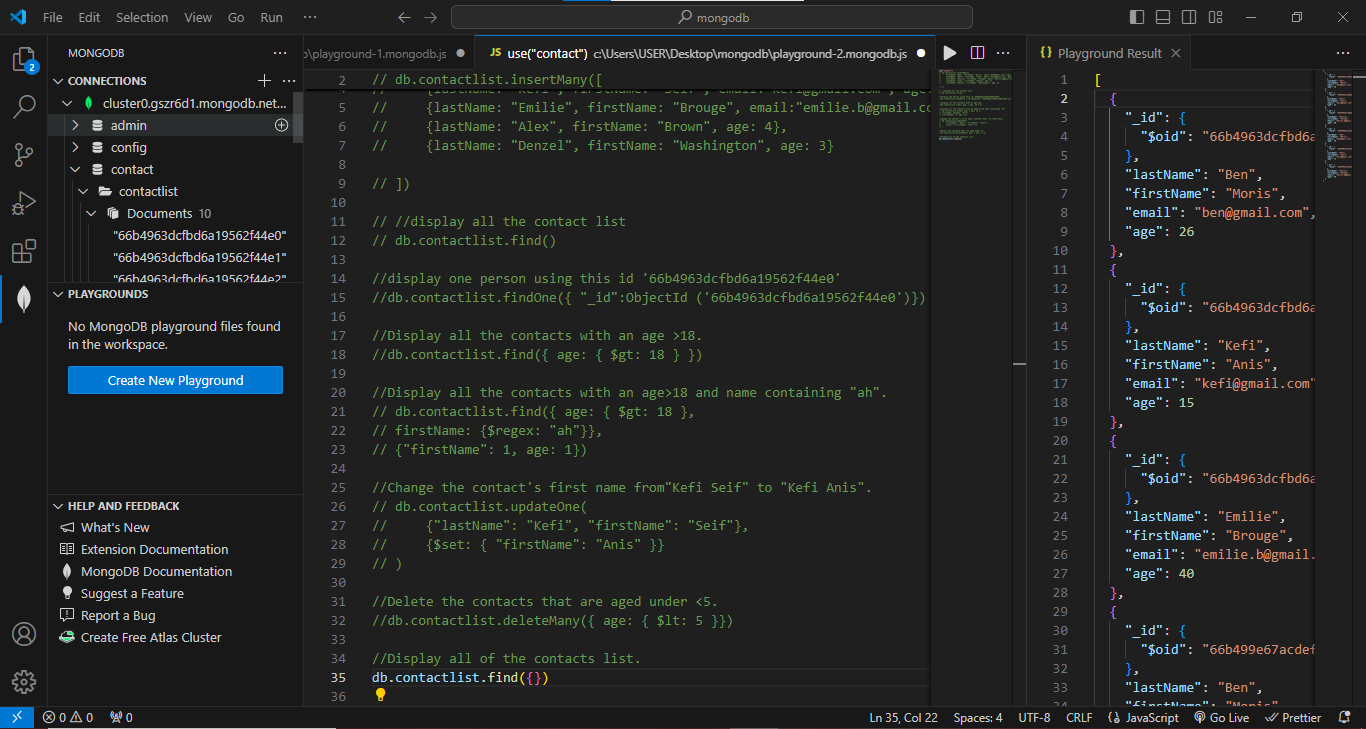 File Edit Selection View Go Run ···
mongodb
MONGODB
CONNECTIONS
cluster0.gszr6d1.mongodb.net...
admin
config
contact
contactlist
Documents 10
"66b4963dcfbd6a19562f44e0"
"66b4963dcfbd6a19562f44e1"
"66b4963dcfbd6a19562f44e2"
PLAYGROUNDS
No MongoDB playground files found
in the workspace.
Create New Playground
HELP AND FEEDBACK
What's New
Extension Documentation
MongoDB Documentation
Suggest a Feature
Report a Bug
Create Free Atlas Cluster
2
playground-1.mongodb.js
JS use("contact") c:\Users\USER\Desktop\mongodb\playground-2.mongodb.js
2 // db.contactlist.insertMany([
5 // {lastName: "Emilie", firstName: "Brouge", email:"emilie.b@gmail.co
6 // {lastName: "Alex", firstName: "Brown", age: 4},
7 // {lastName: "Denzel", firstName: "Washington", age: 3}
8
9 // ])
10
11 // //display all the contact list
12 // db.contactlist.find()
13
14 //display one person using this id '66b4963dcfbd6a19562f44e0'
15 //db.contactlist.findOne({ "_id":ObjectId ('66b4963dcfbd6a19562f44e0')})
16
17 //Display all the contacts with an age >18.
18 //db.contactlist.find({ age: { $gt: 18 } })
19
20 //Display all the contacts with an age>18 and name containing "ah".
21 // db.contactlist.find({ age: { $gt: 18 },
22 // firstName: {$regex: "ah"}},
23 // {"firstName": 1, age: 1})
24
25 //Change the contact's first name from"Kefi Seif" to "Kefi Anis".
26 // db.contactlist.updateOne(
27 // {"lastName": "Kefi", "firstName": "Seif"},
28 // {$set: { "firstName": "Anis" }}
29 // )
30
31 //Delete the contacts that are aged under <5.
32 //db.contactlist.deleteMany({ age: { $lt: 5 }})
33
34 //Display all of the contacts list.
35 db.contactlist.find({})
36
Playground Result
1 [
2 {
3 "_id": {
4 "$oid": "66b4963dcfbd6a
5 },
6 "lastName": "Ben",
7 "firstName": "Moris",
8 "email": "ben@gmail.com",
9 "age": 26
10 },
11 {
12 "_id": {
13 "$oid": "66b4963dcfbd6a
14 },
15 "lastName": "Kefi",
16 "firstName": "Anis",
17 "email": "kefi@gmail.com"
18 "age": 15
19 },
20 {
21 "_id": {
22 "$oid": "66b4963dcfbd6a
23 },
24 "lastName": "Emilie",
25 "firstName": "Brouge",
26 "email": "emilie.b@gmail.
27 "age": 40
28 },
29 {
30 "_id": {
31 "$oid": "66b499e67acdef
32 },
33 "lastName": "Ben",
34 "firstName": "Moris"
0 0 0
Ln 35, Col 22 Spaces: 4 UTF-8 CRLF {} JavaScript Go Live Prettier